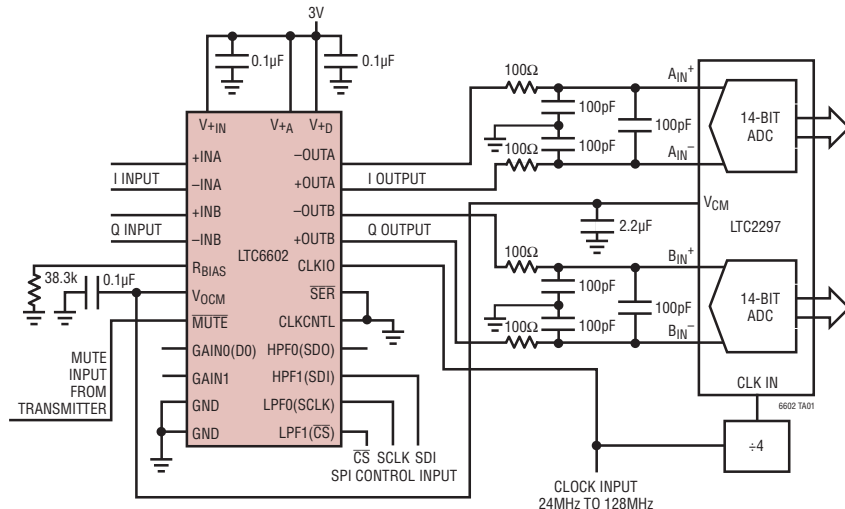 3V
0.1µF
0.1µF
V+IN
V+A
V+D
+INA
I INPUT
–INA
+INB
Q INPUT
–INB
RBIAS
38.3k
0.1µF
VOCM
MUTE
MUTE
INPUT
FROM
TRANSMITTER
GAIN0(D0)
GAIN1
GND
GND
LTC6602
–OUTA
+OUTA
–OUTB
+OUTB
CLKIO
SER
CLKCNTL
HPF0(SDO)
HPF1(SDI)
LPF0(SCLK)
LPF1(CS)
CS SCLK SDI
SPI CONTROL INPUT
I OUTPUT
Q OUTPUT
100Ω
100pF
100pF
100pF
100Ω
AIN+
AIN–
14-BIT
ADC
VCM
2.2µF
LTC2297
100Ω
100pF
100pF
100pF
100Ω
BIN+
BIN–
14-BIT
ADC
CLK IN
6602 TA01
÷4
CLOCK INPUT
24MHz TO 128MHz